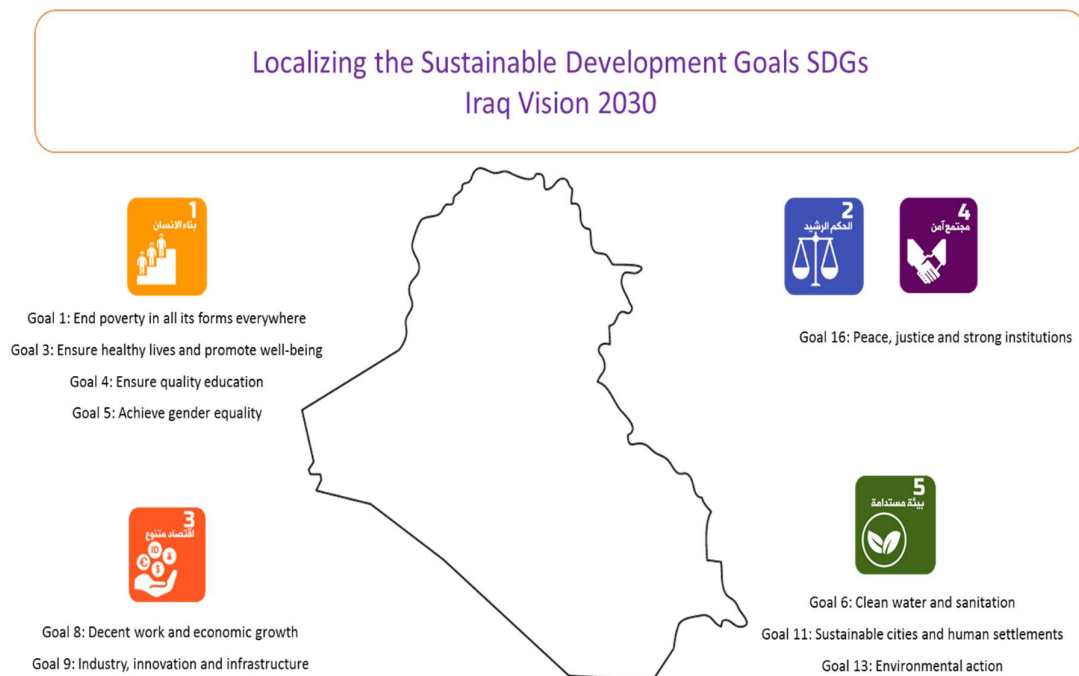 Localizing the Sustainable Development Goals SDGs
Iraq Vision 2030
1
بناء الانسان
Goal 1: End poverty in all its forms everywhere
Goal 3: Ensure healthy lives and promote well-being
Goal 4: Ensure quality education
Goal 5: Achieve gender equality
2
الحكم الرشيد
4
مجتمع آمن
Goal 16: Peace, justice and strong institutions
3
اقتصاد متنوع
ID
€
$
¥
Goal 8: Decent work and economic growth
Goal 9: Industry, innovation and infrastructure
5
بيئة مستدامة
Goal 6: Clean water and sanitation
Goal 11: Sustainable cities and human settlements
Goal 13: Environmental action